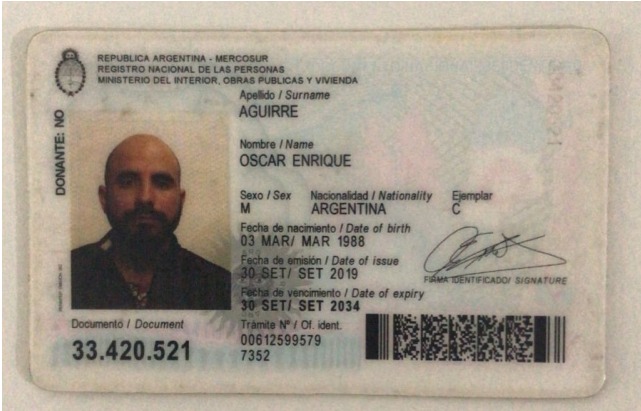 REPUBLICA ARGENTINA - MERCOSUR
REGISTRO NACIONAL DE LAS PERSONAS
MINISTERIO DEL INTERIOR, OBRAS PUBLICAS Y VIVIENDA
Apellido / Surname
AGUIRRE
Nombre / Name
OSCAR ENRIQUE
Sexo / Sex Nacionalidad / Nationality Ejemplar
M ARGENTINA C
Fecha de nacimiento / Date of birth
03 MAR/ MAR 1988
Fecha de emisión / Date of issue
30 SET/ SET 2019
FIRMA IDENTIFICADO/ SIGNATURE
Fecha de vencimiento / Date of expiry
30 SET/ SET 2034
DONANTE: NO
Documento / Document
33.420.521
Trámite Nº / Of. ident.
00612599579
7352